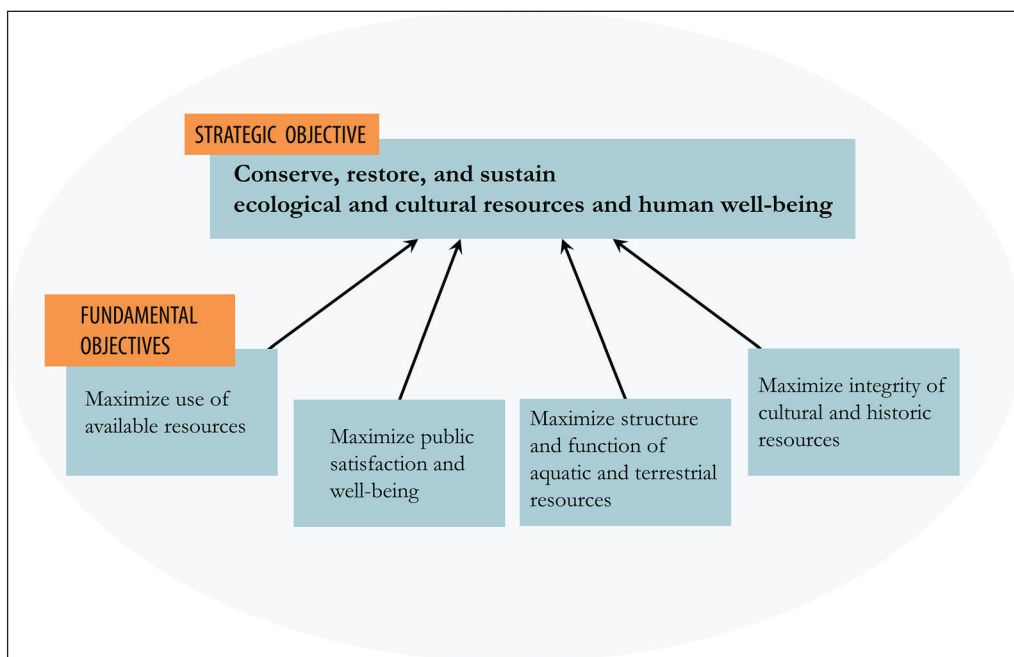 STRATEGIC OBJECTIVE
Conserve, restore, and sustain
ecological and cultural resources and human well-being
FUNDAMENTAL
OBJECTIVES
Maximize use of
available resources
Maximize public
satisfaction and
well-being
Maximize structure
and function of
aquatic and terrestrial
resources
Maximize integrity of
cultural and historic
resources